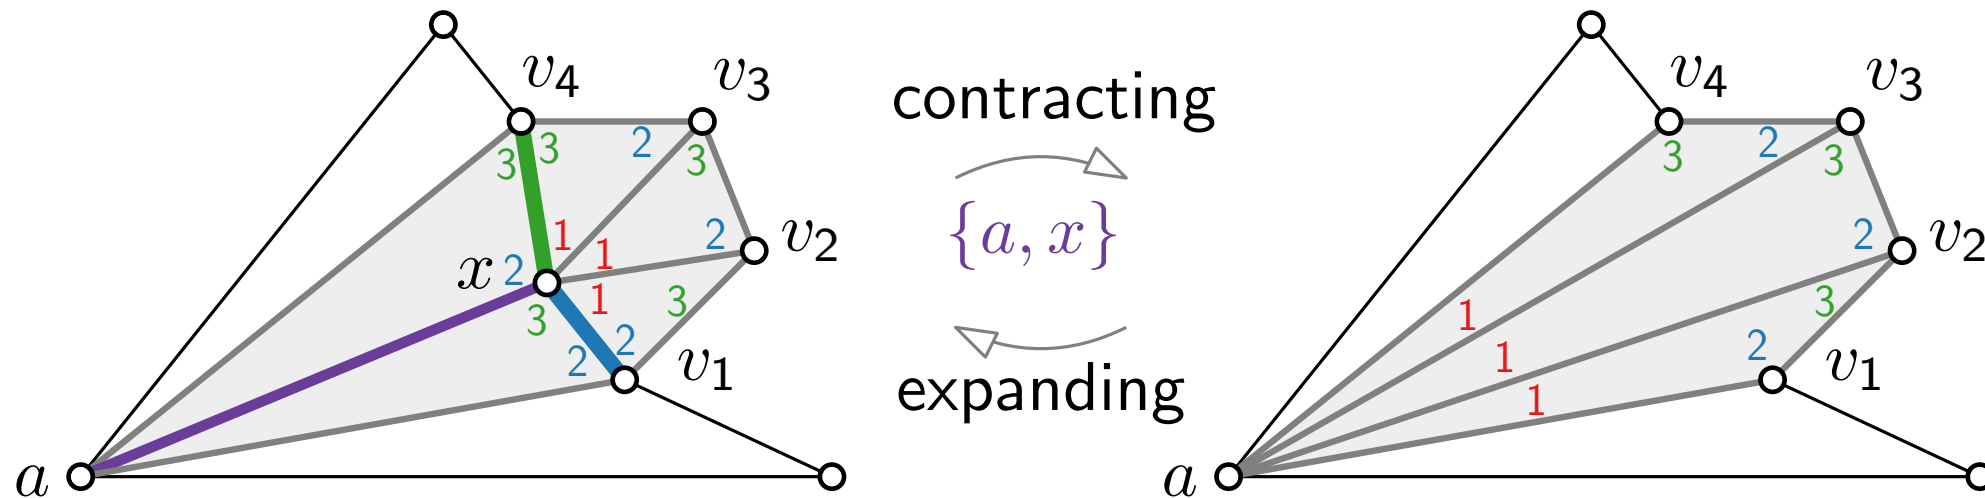 v4 v3
3 3 2 3
1 1 2 v2
x 2 1 3
3 2 2 v1
a
contracting
{a, x}
expanding
v4 v3
3 2 3
2 v2
1 3
1 2 v1
1
a